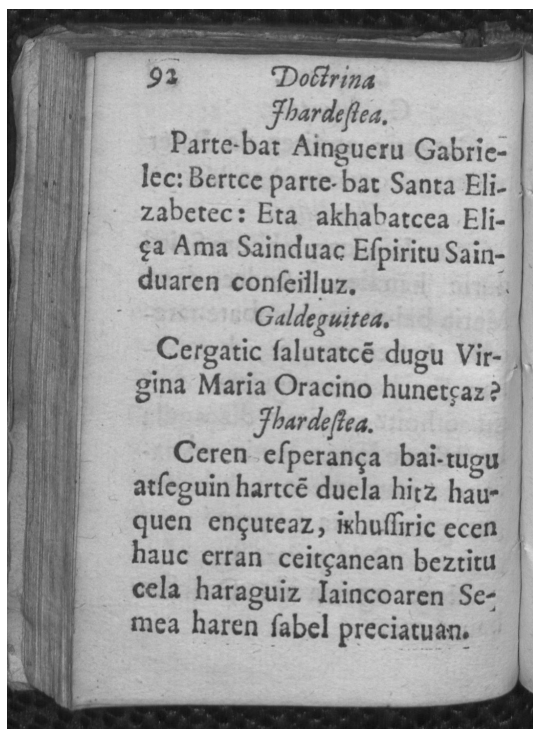 92 Doctrina
Jhardeſtea.
Parte-bat Aingueru Gabrie-
lec: Bertce parte-bat Santa Eli-
zabetec: Eta akhabatcea Eli-
ça Ama Sainduac Eſpiritu Sain-
duaren conſeilluz.
Galdeguitea.
Cergatic ſalutatcẽ dugu Vir-
gina Maria Oracino hunetçaz?
Jhardeſtea.
Ceren eſperança bai-tugu
atſeguin hartcẽ duela hitz hau-
quen ençuteaz, ikhuſſiric ecen
hauc erran ceitçanean beztitu
cela haraguiz Iaincoaren Se-
mea haren ſabel preciatuan.